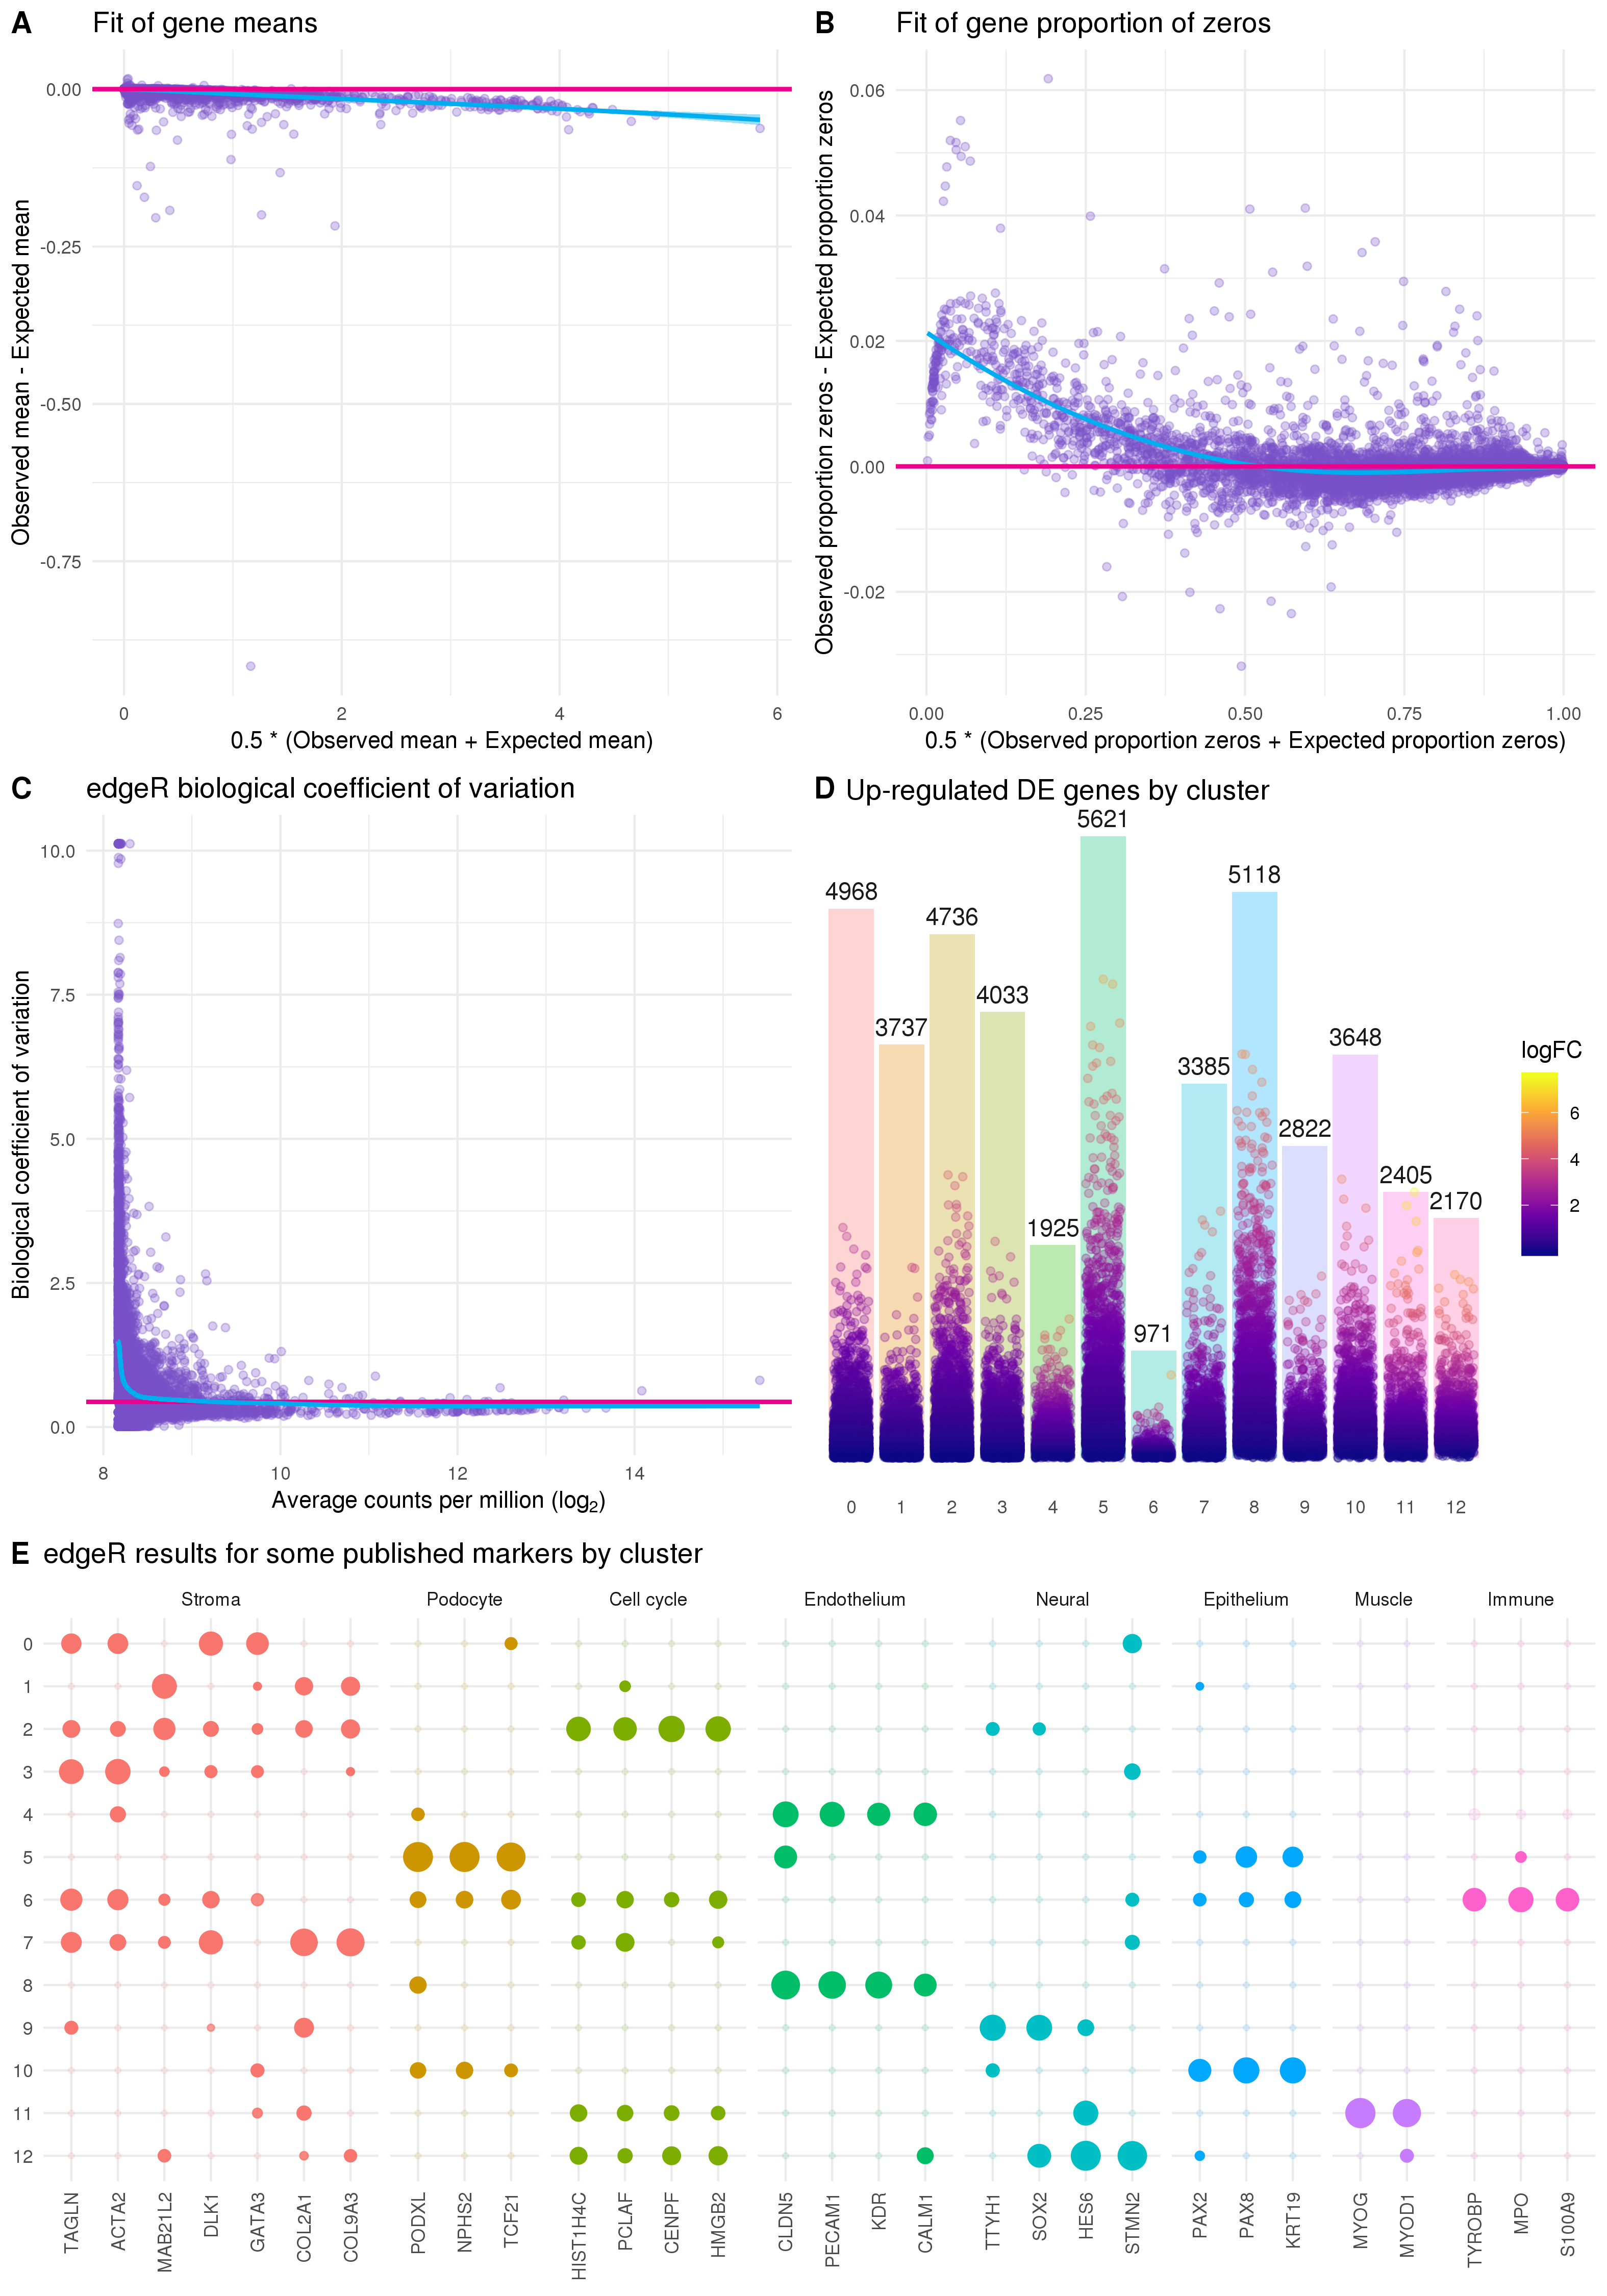 A Fit of gene means
Observed mean - Expected mean
0.00
-0.25
-0.50
-0.75
0 2 4 6
0.5 * (Observed mean + Expected mean)
B Fit of gene proportion of zeros
Observed proportion zeros - Expected proportion zeros
0.06
0.04
0.02
0.00
-0.02
0.00 0.25 0.50 0.75 1.00
0.5 * (Observed proportion zeros + Expected proportion zeros)
C edgeR biological coefficient of variation
Biological coefficient of variation
10.0
7.5
5.0
2.5
0.0
8 10 12 14
Average counts per million (log₂)
D Up-regulated DE genes by cluster
4968
3737
4736
4033
1925
5621
971
3385
5118
2822
3648
2405
2170
0 1 2 3 4 5 6 7 8 9 10 11 12
logFC
6
4
2
E edgeR results for some published markers by cluster
Stroma Podocyte Cell cycle Endothelium Neural Epithelium Muscle Immune
0
1
2
3
4
5
6
7
8
9
10
11
12
TAGLN
ACTA2
MAB21L2
DLK1
GATA3
COL2A1
COL9A3
PODXL
NPHS2
TCF21
HIST1H4C
PCLAF
CENPF
HMGB2
CLDN5
PECAM1
KDR
CALM1
TTYH1
SOX2
HES6
STMN2
PAX2
PAX8
KRT19
MYOG
MYOD1
TYROBP
MPO
S100A9